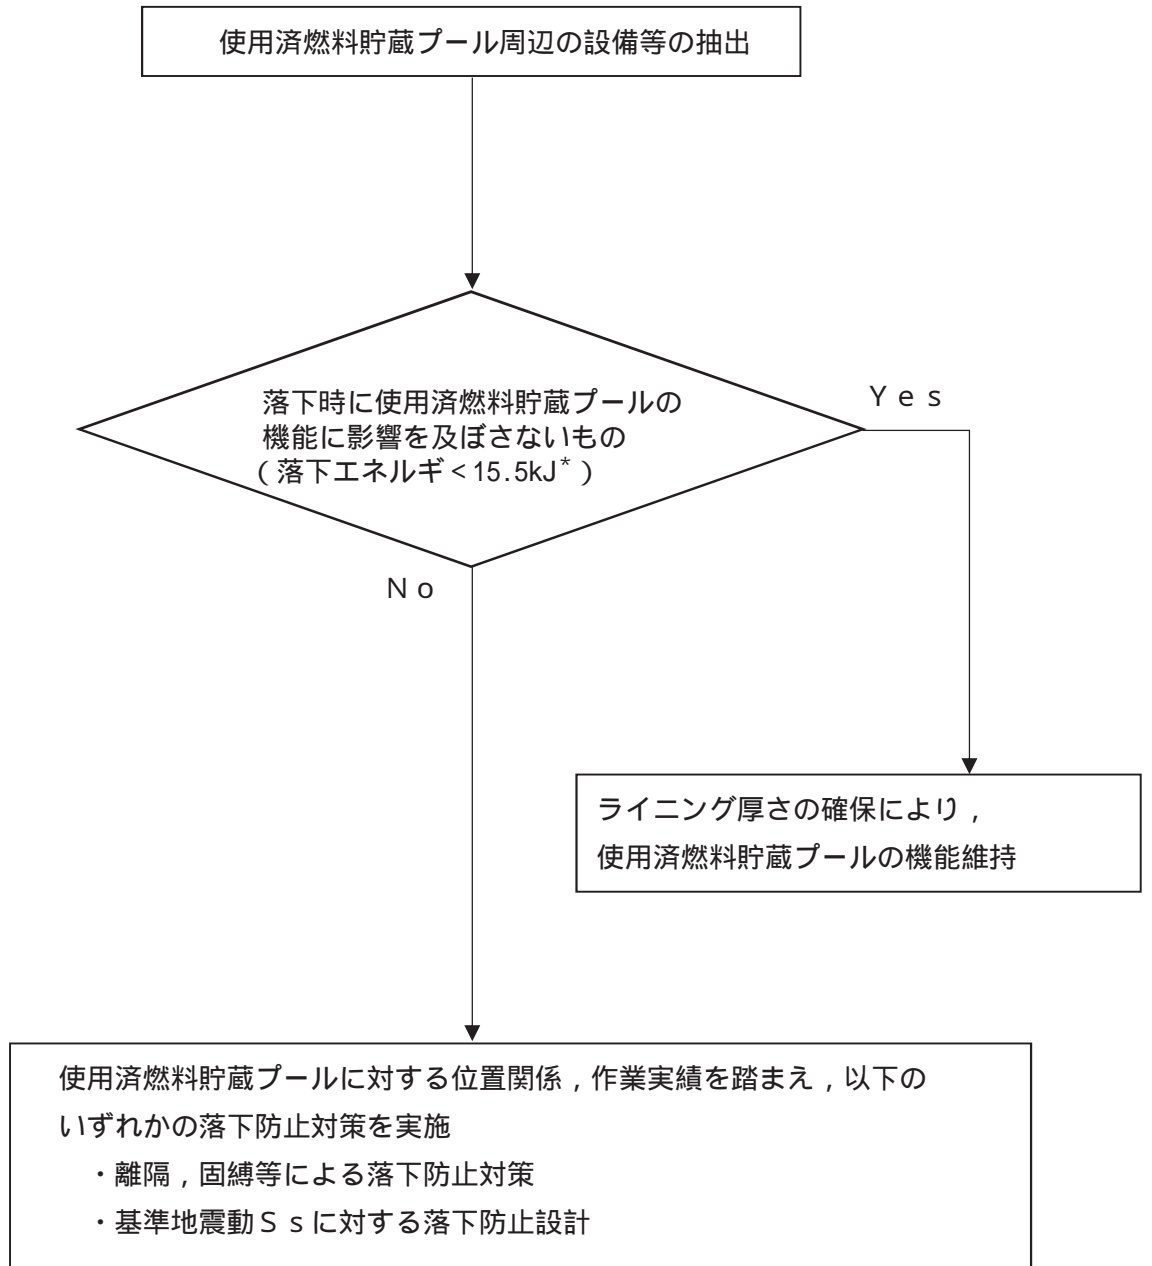 使用済燃料貯蔵プール周辺の設備等の抽出
落下時に使用済燃料貯蔵プールの
機能に影響を及ぼさないもの
（落下エネルギ＜15.5kJ*）
Ｙｅｓ
Ｎｏ
ライニング厚さの確保により，
使用済燃料貯蔵プールの機能維持
使用済燃料貯蔵プールに対する位置関係，作業実績を踏まえ，以下の
いずれかの落下防止対策を実施
・離隔，固縛等による落下防止対策
・基準地震動Ｓｓに対する落下防止設計